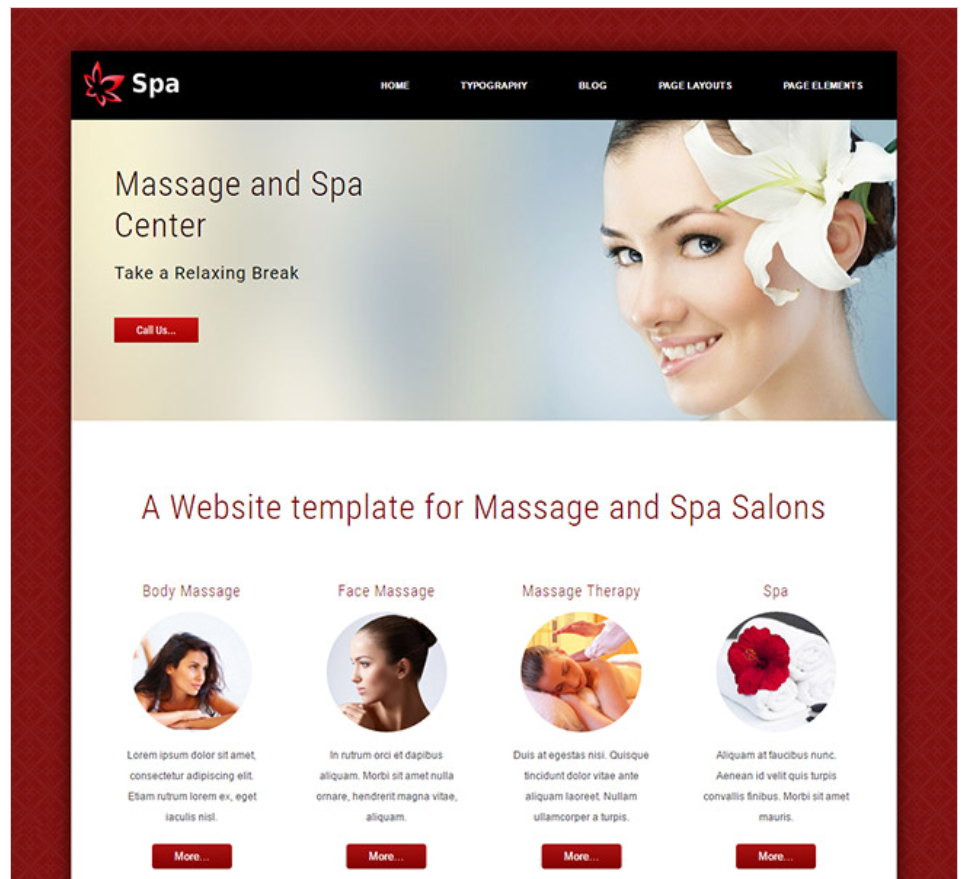 Spa
HOME TYPOGRAPHY BLOG PAGE LAYOUTS PAGE ELEMENTS
Massage and Spa
Center
Take a Relaxing Break
Call Us...
A Website template for Massage and Spa Salons
Body Massage
Lorem ipsum dolor sit amet,
consectetur adipiscing elit.
Etiam rutrum lorem ex, eget
iaculis nisl.
More...
Face Massage
In rutrum orci et dapibus
aliquam. Morbi sit amet nulla
ornare, hendrerit magna vitae,
aliquam.
More...
Massage Therapy
Duis at egestas nisi. Quisque
tincidunt dolor vitae ante
aliquam laoreet. Nullam
ullamcorper a turpis.
More...
Spa
Aliquam at faucibus nunc.
Aenean id velit quis turpis
convallis finibus. Morbi sit amet
mauris.
More...